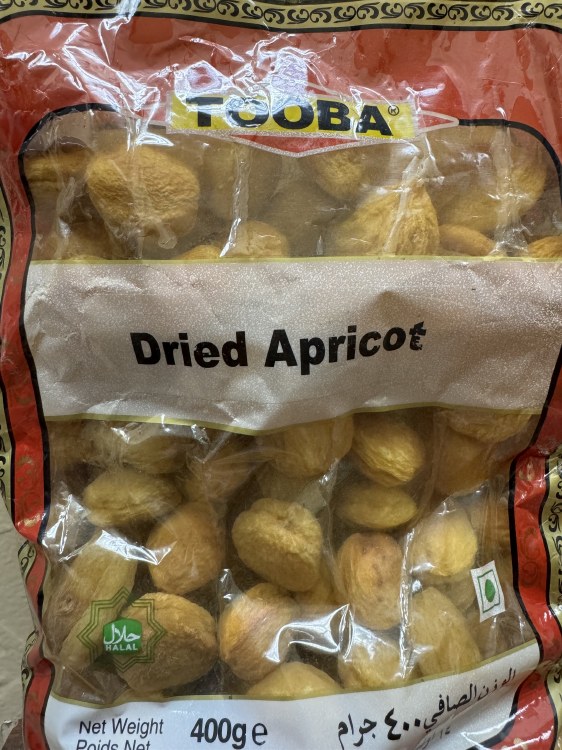 TOOBA®
Dried Apricot
حلال
HALAL
Net Weight
Poids Net
400g e
الوزن الصافي ٤٠٠ جرام